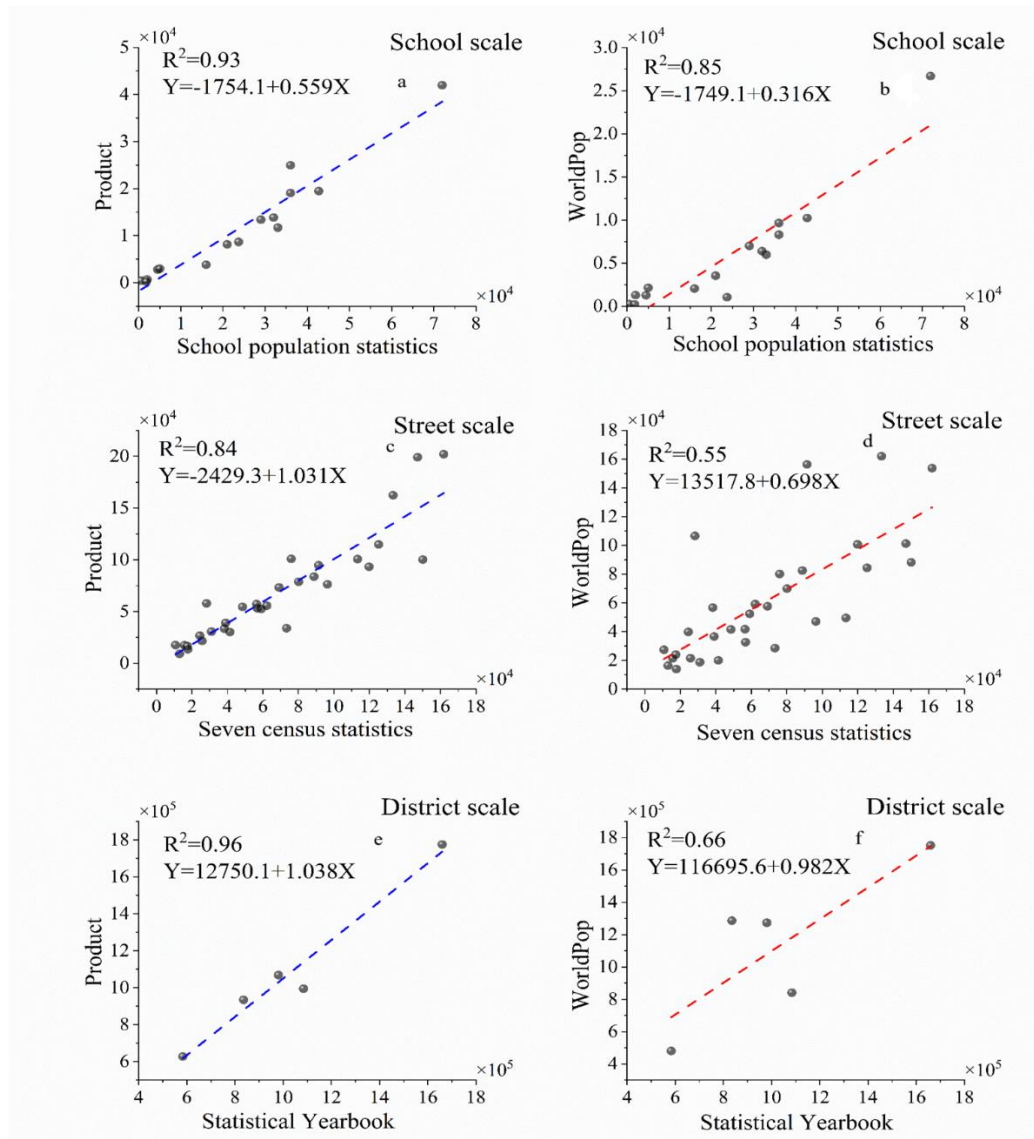 ×10⁴
School scale
R²=0.93
Y=-1754.1+0.559X
a
Product
5
4
3
2
1
0
0 1 2 3 4 5 6 7 8
×10⁴
School population statistics
×10⁴
School scale
R²=0.85
Y=-1749.1+0.316X
b
WorldPop
3.0
2.5
2.0
1.5
1.0
0.5
0.0
0 1 2 3 4 5 6 7 8
×10⁴
School population statistics
×10⁴
Street scale
R²=0.84
Y=-2429.3+1.031X
c
Product
20
15
10
5
0
0 2 4 6 8 10 12 14 16 18
×10⁴
Seven census statistics
×10⁴
Street scale
R²=0.55
Y=13517.8+0.698X
d
WorldPop
18
16
14
12
10
8
6
4
2
0
0 2 4 6 8 10 12 14 16 18
×10⁴
Seven census statistics
×10⁵
District scale
R²=0.96
Y=12750.1+1.038X
e
Product
18
16
14
12
10
8
6
4 6 8 10 12 14 16 18
×10⁵
Statistical Yearbook
×10⁵
District scale
R²=0.66
Y=116695.6+0.982X
f
WorldPop
18
16
14
12
10
8
6
4
4 6 8 10 12 14 16 18
×10⁵
Statistical Yearbook